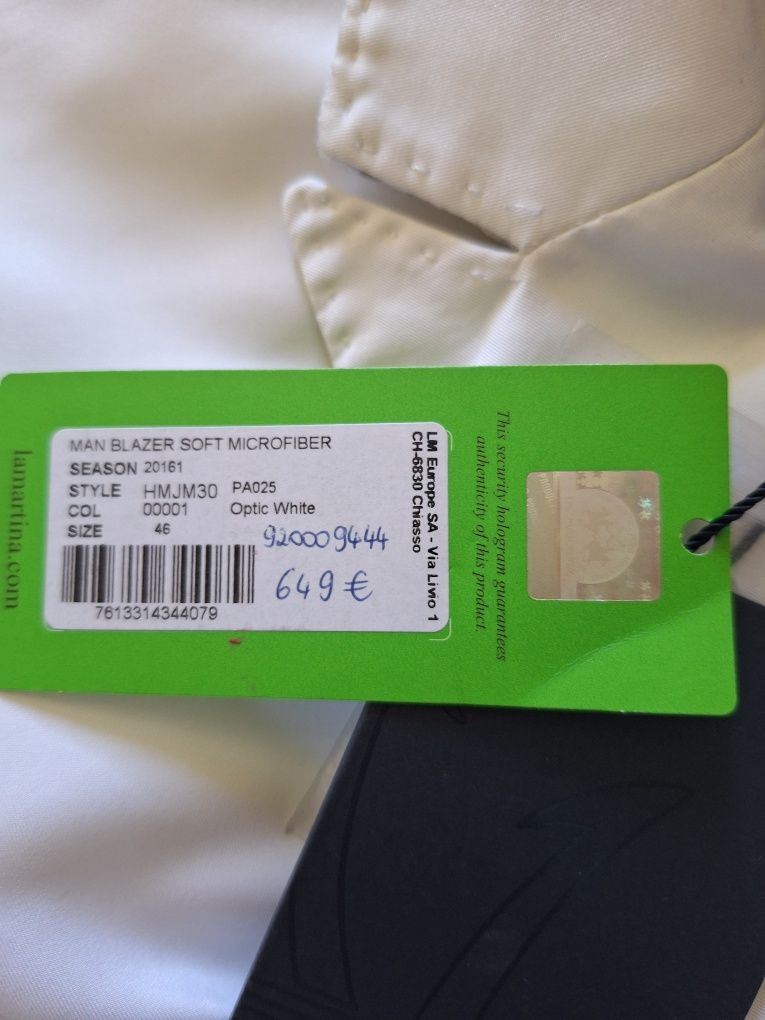 lamartina.com
MAN BLAZER SOFT MICROFIBER
SEASON 20161
STYLE HMJM30 PA025
COL 00001 Optic White
SIZE 46
920009444
649 €
7613314344079
LM Europe SA - Via Livio 1
CH-6830 Chiasso
This security hologram guarantees
authenticity of this product.